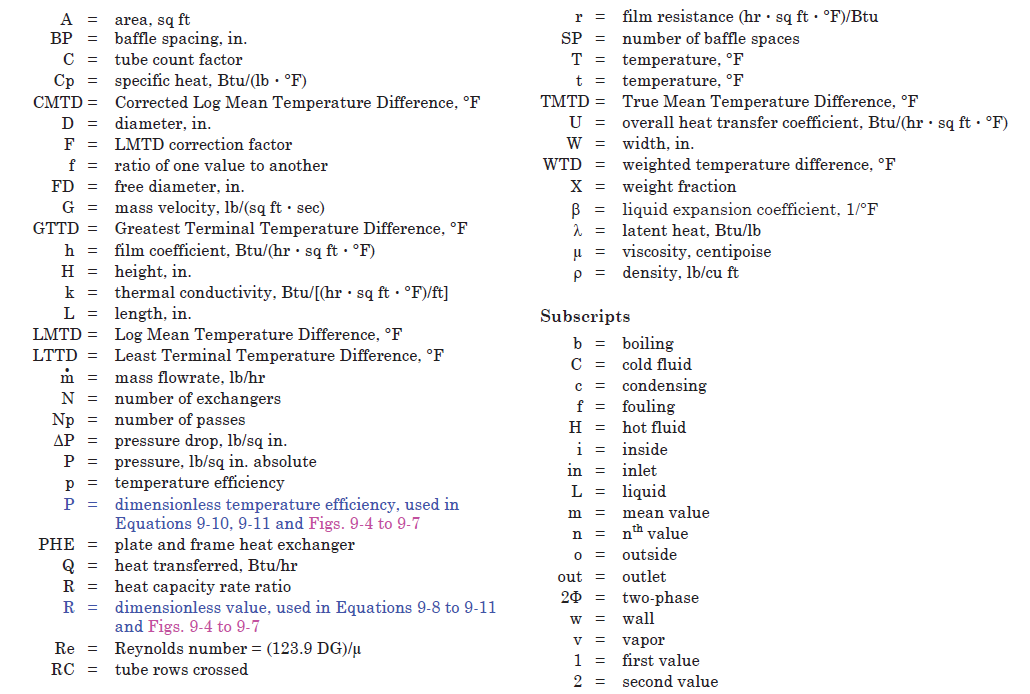 A = area, sq ft
BP = baffle spacing, in.
C = tube count factor
Cp = specific heat, Btu/(lb · °F)
CMTD = Corrected Log Mean Temperature Difference, °F
D = diameter, in.
F = LMTD correction factor
f = ratio of one value to another
FD = free diameter, in.
G = mass velocity, lb/(sq ft · sec)
GTTD = Greatest Terminal Temperature Difference, °F
h = film coefficient, Btu/(hr · sq ft · °F)
H = height, in.
k = thermal conductivity, Btu/[(hr · sq ft · °F)/ft]
L = length, in.
LMTD = Log Mean Temperature Difference, °F
LTTD = Least Terminal Temperature Difference, °F
ṁ = mass flowrate, lb/hr
N = number of exchangers
Np = number of passes
ΔP = pressure drop, lb/sq in.
P = pressure, lb/sq in. absolute
p = temperature efficiency
P = dimensionless temperature efficiency, used in
Equations 9-10, 9-11 and Figs. 9-4 to 9-7
PHE = plate and frame heat exchanger
Q = heat transferred, Btu/hr
R = heat capacity rate ratio
R = dimensionless value, used in Equations 9-8 to 9-11
and Figs. 9-4 to 9-7
Re = Reynolds number = (123.9 DG)/μ
RC = tube rows crossed
r = film resistance (hr · sq ft · °F)/Btu
SP = number of baffle spaces
T = temperature, °F
t = temperature, °F
TMTD = True Mean Temperature Difference, °F
U = overall heat transfer coefficient, Btu/(hr · sq ft · °F)
W = width, in.
WTD = weighted temperature difference, °F
X = weight fraction
β = liquid expansion coefficient, 1/°F
λ = latent heat, Btu/lb
μ = viscosity, centipoise
ρ = density, lb/cu ft
Subscripts
b = boiling
C = cold fluid
c = condensing
f = fouling
H = hot fluid
i = inside
in = inlet
L = liquid
m = mean value
n = nth value
o = outside
out = outlet
2Φ = two-phase
w = wall
v = vapor
1 = first value
2 = second value